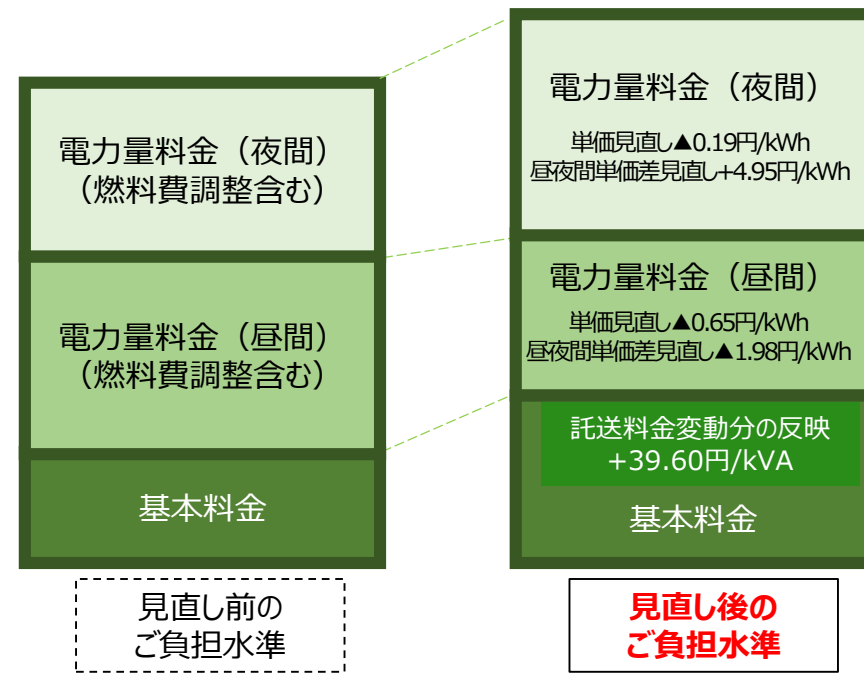 電力量料金（夜間）
（燃料費調整含む）
電力量料金（昼間）
（燃料費調整含む）
基本料金
見直し前の
ご負担水準
電力量料金（夜間）
単価見直し▲0.19円/kWh
昼夜間単価差見直し+4.95円/kWh
電力量料金（昼間）
単価見直し▲0.65円/kWh
昼夜間単価差見直し▲1.98円/kWh
託送料金変動分の反映
+39.60円/kVA
基本料金
見直し後の
ご負担水準